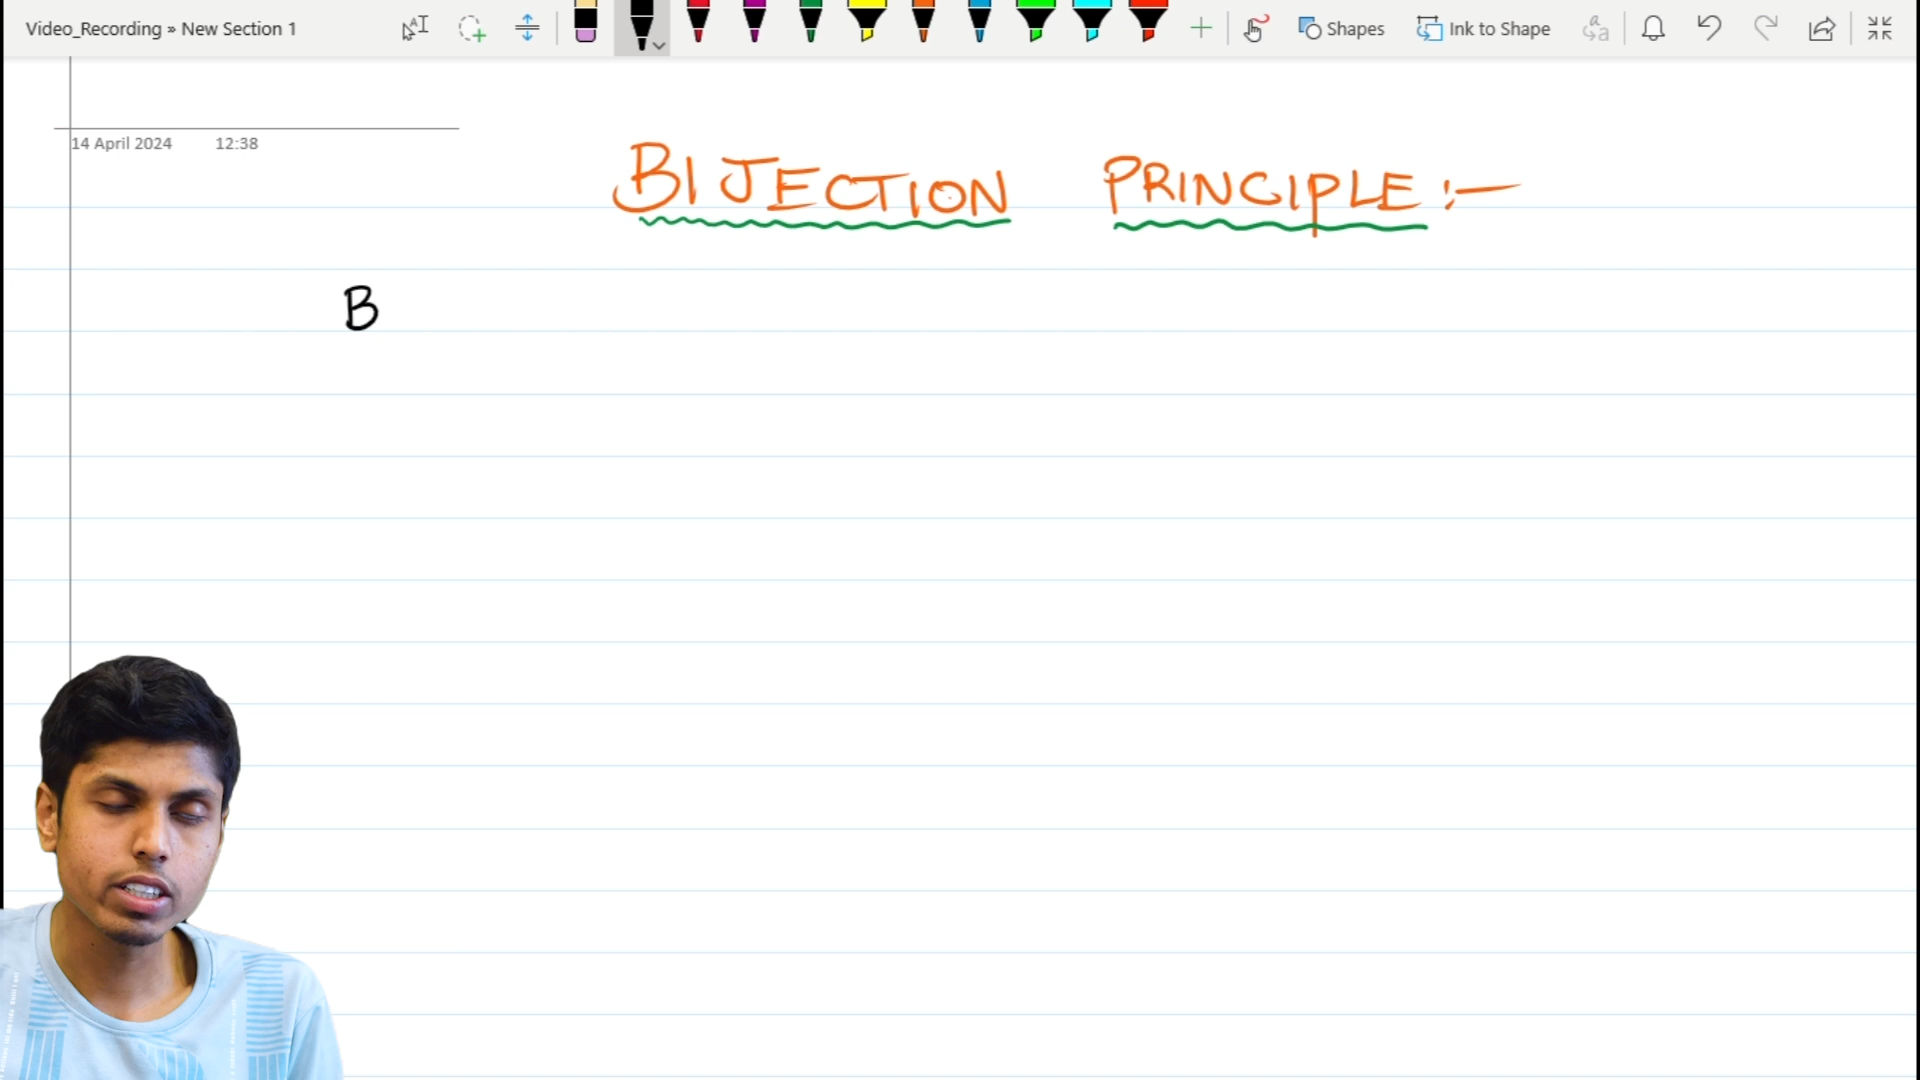 Video_Recording » New Section 1
Shapes
Ink to Shape
14 April 2024 12:38
BIJECTION PRINCIPLE :-
B